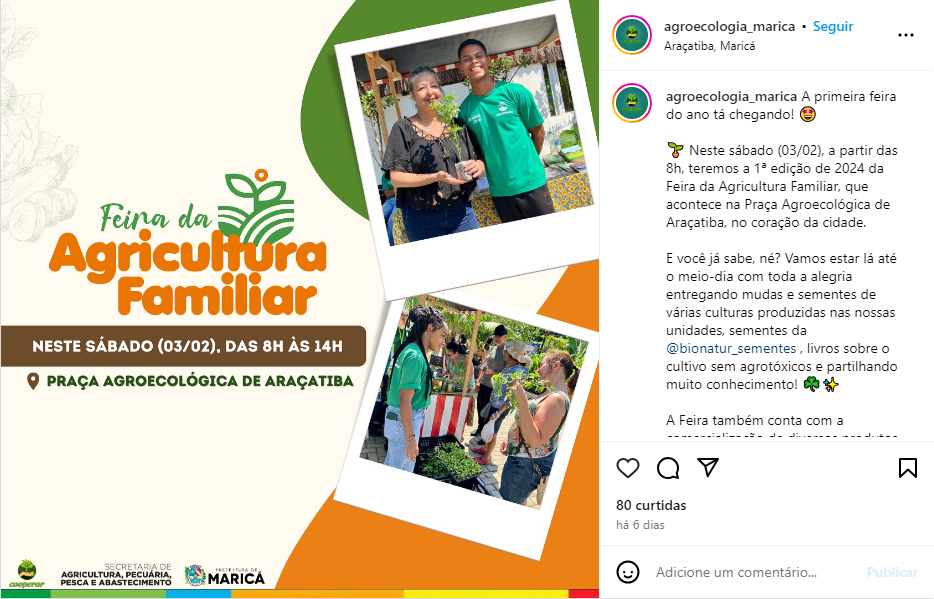 Feira da
Agricultura
Familiar
NESTE SÁBADO (03/02), DAS 8H ÀS 14H
PRAÇA AGROECOLÓGICA DE ARAÇATIBA
cooperar
SECRETARIA DE
AGRICULTURA, PECUÁRIA,
PESCA E ABASTECIMENTO
PREFEITURA DE
MARICÁ
agroecologia_marica • Seguir
Araçatiba, Maricá
agroecologia_marica A primeira feira
do ano tá chegando! 🤩
🌱 Neste sábado (03/02), a partir das
8h, teremos a 1ª edição de 2024 da
Feira da Agricultura Familiar, que
acontece na Praça Agroecológica de
Araçatiba, no coração da cidade.
E você já sabe, né? Vamos estar lá até
o meio-dia com toda a alegria
entregando mudas e sementes de
várias culturas produzidas nas nossas
unidades, sementes da
@bionatur_sementes , livros sobre o
cultivo sem agrotóxicos e partilhando
muito conhecimento! ☘️✨
A Feira também conta com a
comercialização de diversos produtos
80 curtidas
há 6 dias
Adicione um comentário...
Publicar